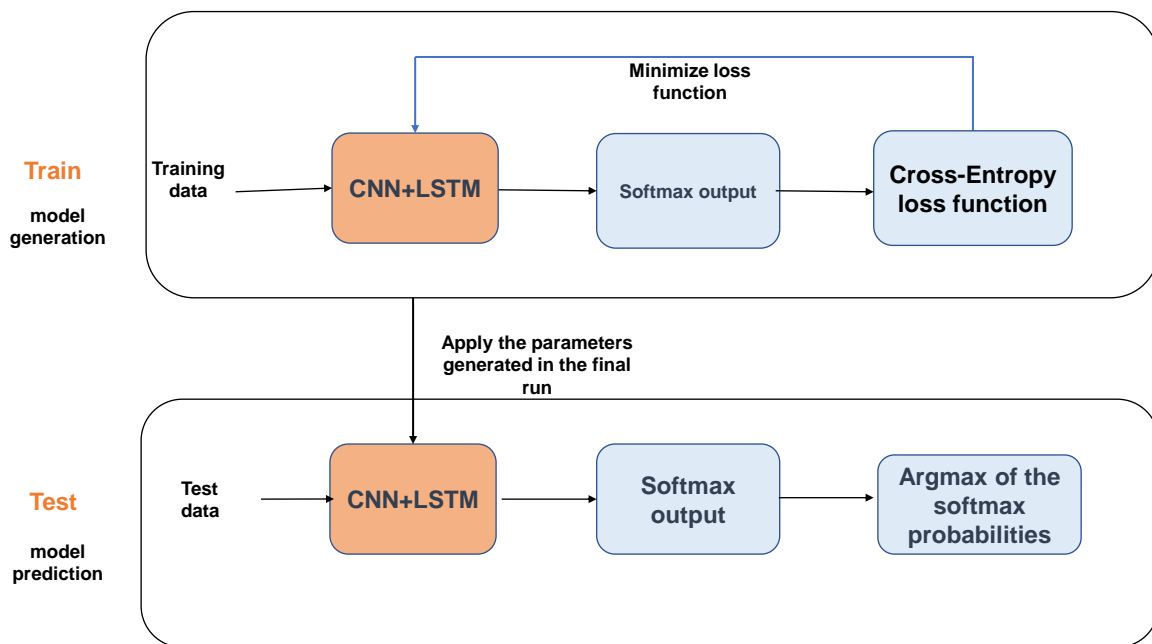 Minimize loss
function
Train
model
generation
Training
data
CNN+LSTM
Softmax output
Cross-Entropy
loss function
Apply the parameters
generated in the final
run
Test
model
prediction
Test
data
CNN+LSTM
Softmax
output
Argmax of the
softmax
probabilities